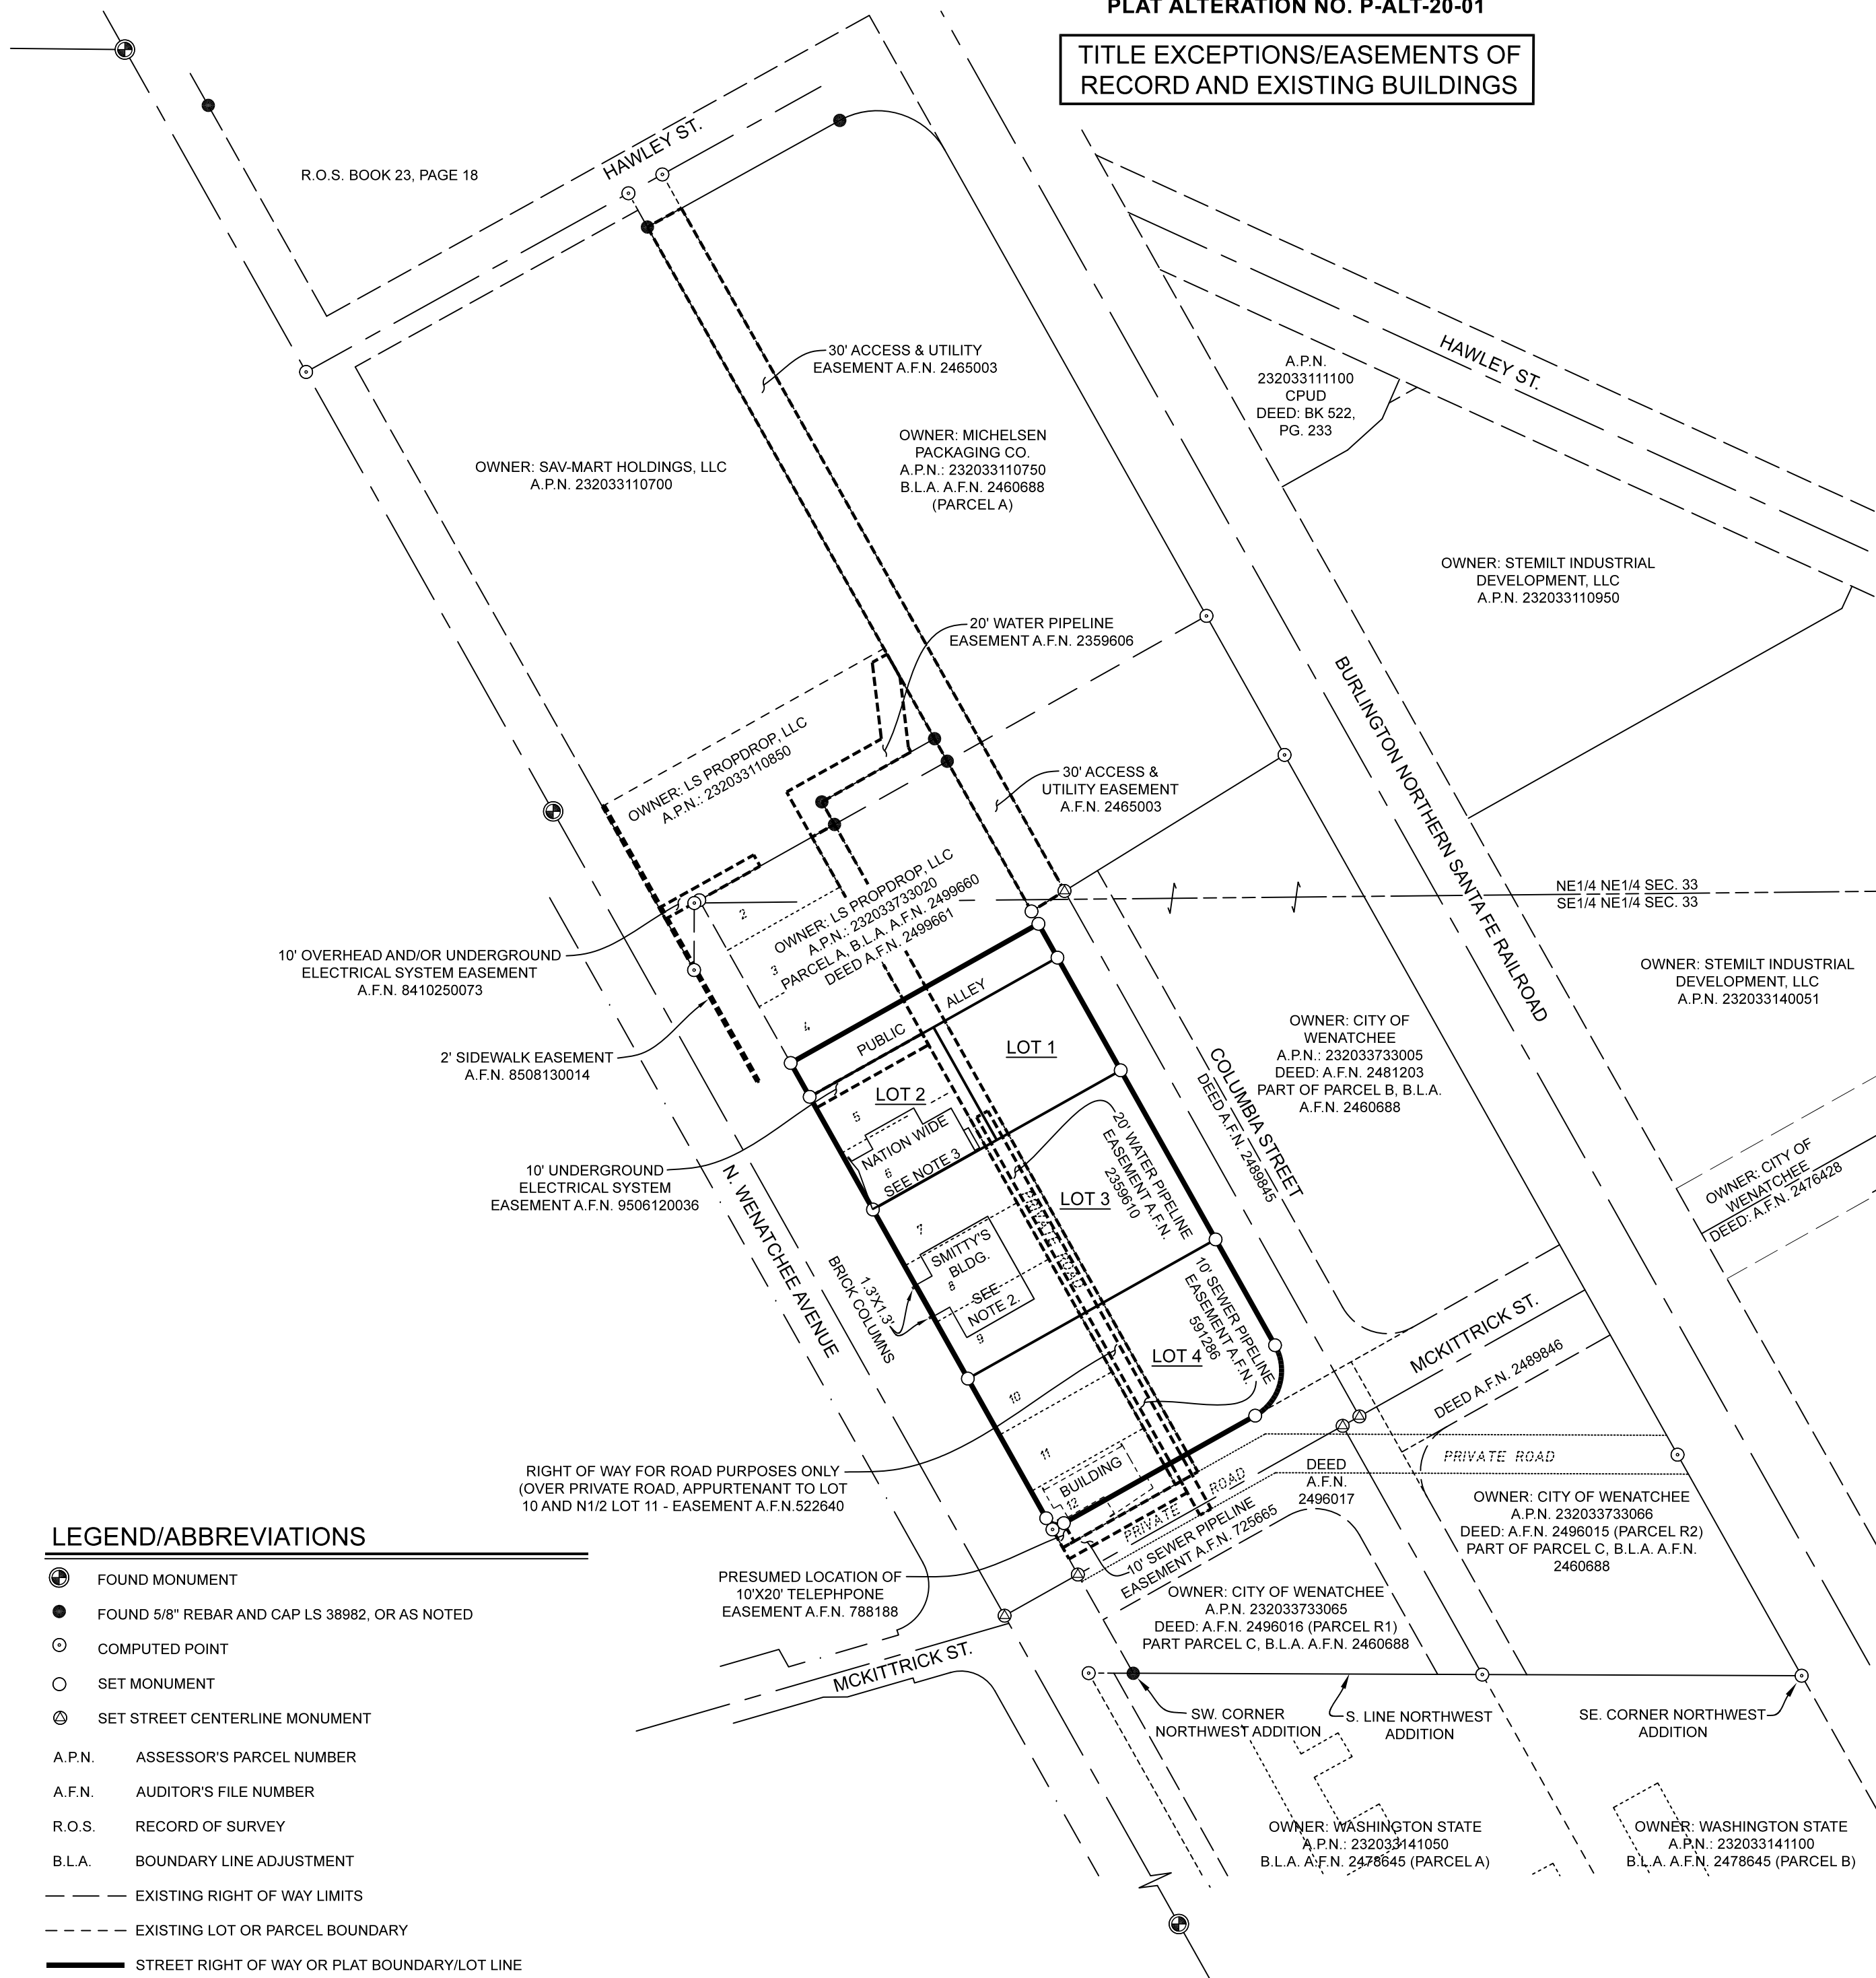 PLAT ALTERATION NO. P-ALT-20-01
TITLE EXCEPTIONS/EASEMENTS OF
RECORD AND EXISTING BUILDINGS
R.O.S. BOOK 23, PAGE 18
HAWLEY ST.
30' ACCESS & UTILITY
EASEMENT A.F.N. 2465003
HAWLEY ST.
A.P.N.
232033111100
CPUD
DEED: BK 522,
PG. 233
OWNER: MICHELSEN
PACKAGING CO.
A.P.N.: 232033110750
B.L.A. A.F.N. 2460688
(PARCEL A)
OWNER: SAV-MART HOLDINGS, LLC
A.P.N. 232033110700
OWNER: STEMILT INDUSTRIAL
DEVELOPMENT, LLC
A.P.N. 232033110950
20' WATER PIPELINE
EASEMENT A.F.N. 2359606
BURLINGTON NORTHERN SANTA FE RAILROAD
OWNER: LS PROPDROP, LLC
A.P.N.: 232033110850
30' ACCESS &
UTILITY EASEMENT
A.F.N. 2465003
OWNER: LS PROPDROP, LLC
A.P.N.: 232033733020
PARCEL A, B.L.A. A.F.N. 2499660
DEED A.F.N. 2499661
NE1/4 NE1/4 SEC. 33
SE1/4 NE1/4 SEC. 33
2
3
4
10' OVERHEAD AND/OR UNDERGROUND
ELECTRICAL SYSTEM EASEMENT
A.F.N. 8410250073
OWNER: STEMILT INDUSTRIAL
DEVELOPMENT, LLC
A.P.N. 232033140051
PUBLIC ALLEY
2' SIDEWALK EASEMENT
A.F.N. 8508130014
LOT 1
OWNER: CITY OF
WENATCHEE
A.P.N.: 232033733005
DEED: A.F.N. 2481203
PART OF PARCEL B, B.L.A.
A.F.N. 2460688
COLUMBIA STREET
DEED A.F.N. 2489845
LOT 2
5
NATION WIDE
6
SEE NOTE 3
10' UNDERGROUND
ELECTRICAL SYSTEM
EASEMENT A.F.N. 9506120036
N. WENATCHEE AVENUE
20' WATER PIPELINE
EASEMENT A.F.N.
2359610
LOT 3
OWNER: CITY OF
WENATCHEE
DEED: A.F.N. 2476428
7
SMITTY'S
BLDG.
8
SEE
NOTE 2.
9
1.3'X1.3'
BRICK COLUMNS
10' SEWER PIPELINE
EASEMENT A.F.N.
591286
LOT 4
MCKITTRICK ST.
DEED A.F.N. 2489846
10
11
BUILDING
12
RIGHT OF WAY FOR ROAD PURPOSES ONLY
(OVER PRIVATE ROAD, APPURTENANT TO LOT
10 AND N1/2 LOT 11 - EASEMENT A.F.N.522640
PRIVATE ROAD
DEED
A.F.N.
2496017
PRIVATE ROAD
10' SEWER PIPELINE
EASEMENT A.F.N. 725665
OWNER: CITY OF WENATCHEE
A.P.N. 232033733066
DEED: A.F.N. 2496015 (PARCEL R2)
PART OF PARCEL C, B.L.A. A.F.N.
2460688
PRESUMED LOCATION OF
10'X20' TELEPHPONE
EASEMENT A.F.N. 788188
OWNER: CITY OF WENATCHEE
A.P.N. 232033733065
DEED: A.F.N. 2496016 (PARCEL R1)
PART PARCEL C, B.L.A. A.F.N. 2460688
MCKITTRICK ST.
SW. CORNER
NORTHWEST ADDITION
S. LINE NORTHWEST
ADDITION
SE. CORNER NORTHWEST
ADDITION
OWNER: WASHINGTON STATE
A.P.N.: 232033141050
B.L.A. A.F.N. 2478645 (PARCEL A)
OWNER: WASHINGTON STATE
A.P.N.: 232033141100
B.L.A. A.F.N. 2478645 (PARCEL B)
LEGEND/ABBREVIATIONS
FOUND MONUMENT
FOUND 5/8" REBAR AND CAP LS 38982, OR AS NOTED
COMPUTED POINT
SET MONUMENT
SET STREET CENTERLINE MONUMENT
A.P.N. ASSESSOR'S PARCEL NUMBER
A.F.N. AUDITOR'S FILE NUMBER
R.O.S. RECORD OF SURVEY
B.L.A. BOUNDARY LINE ADJUSTMENT
EXISTING RIGHT OF WAY LIMITS
EXISTING LOT OR PARCEL BOUNDARY
STREET RIGHT OF WAY OR PLAT BOUNDARY/LOT LINE